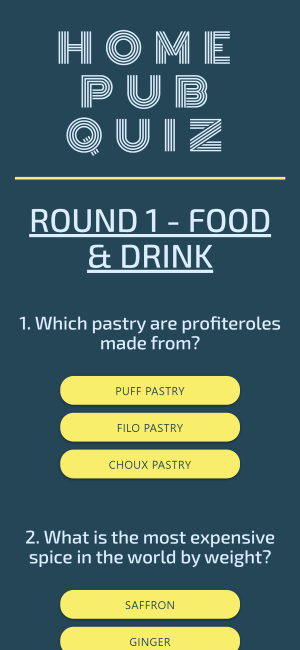 HOME
PUB
QUIZ
ROUND 1 - FOOD
& DRINK
1. Which pastry are profiteroles
made from?
PUFF PASTRY
FILO PASTRY
CHOUX PASTRY
2. What is the most expensive
spice in the world by weight?
SAFFRON
GINGER